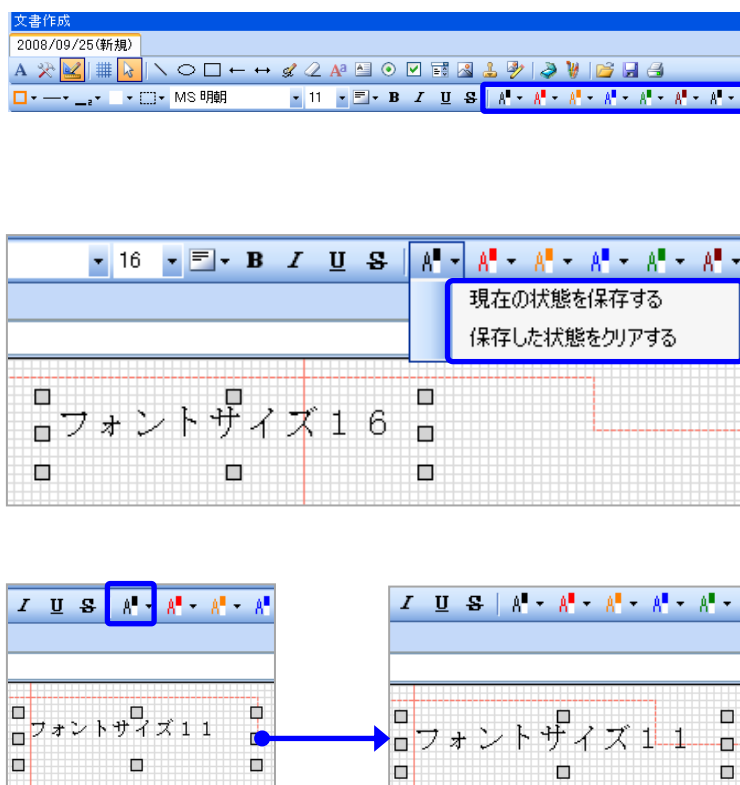 文書作成
2008/09/25(新規)
MS 明朝 11 B I U S
16 B I U S
現在の状態を保存する
保存した状態をクリアする
フォントサイズ１６
I U S
I U S
フォントサイズ１１
フォントサイズ１１